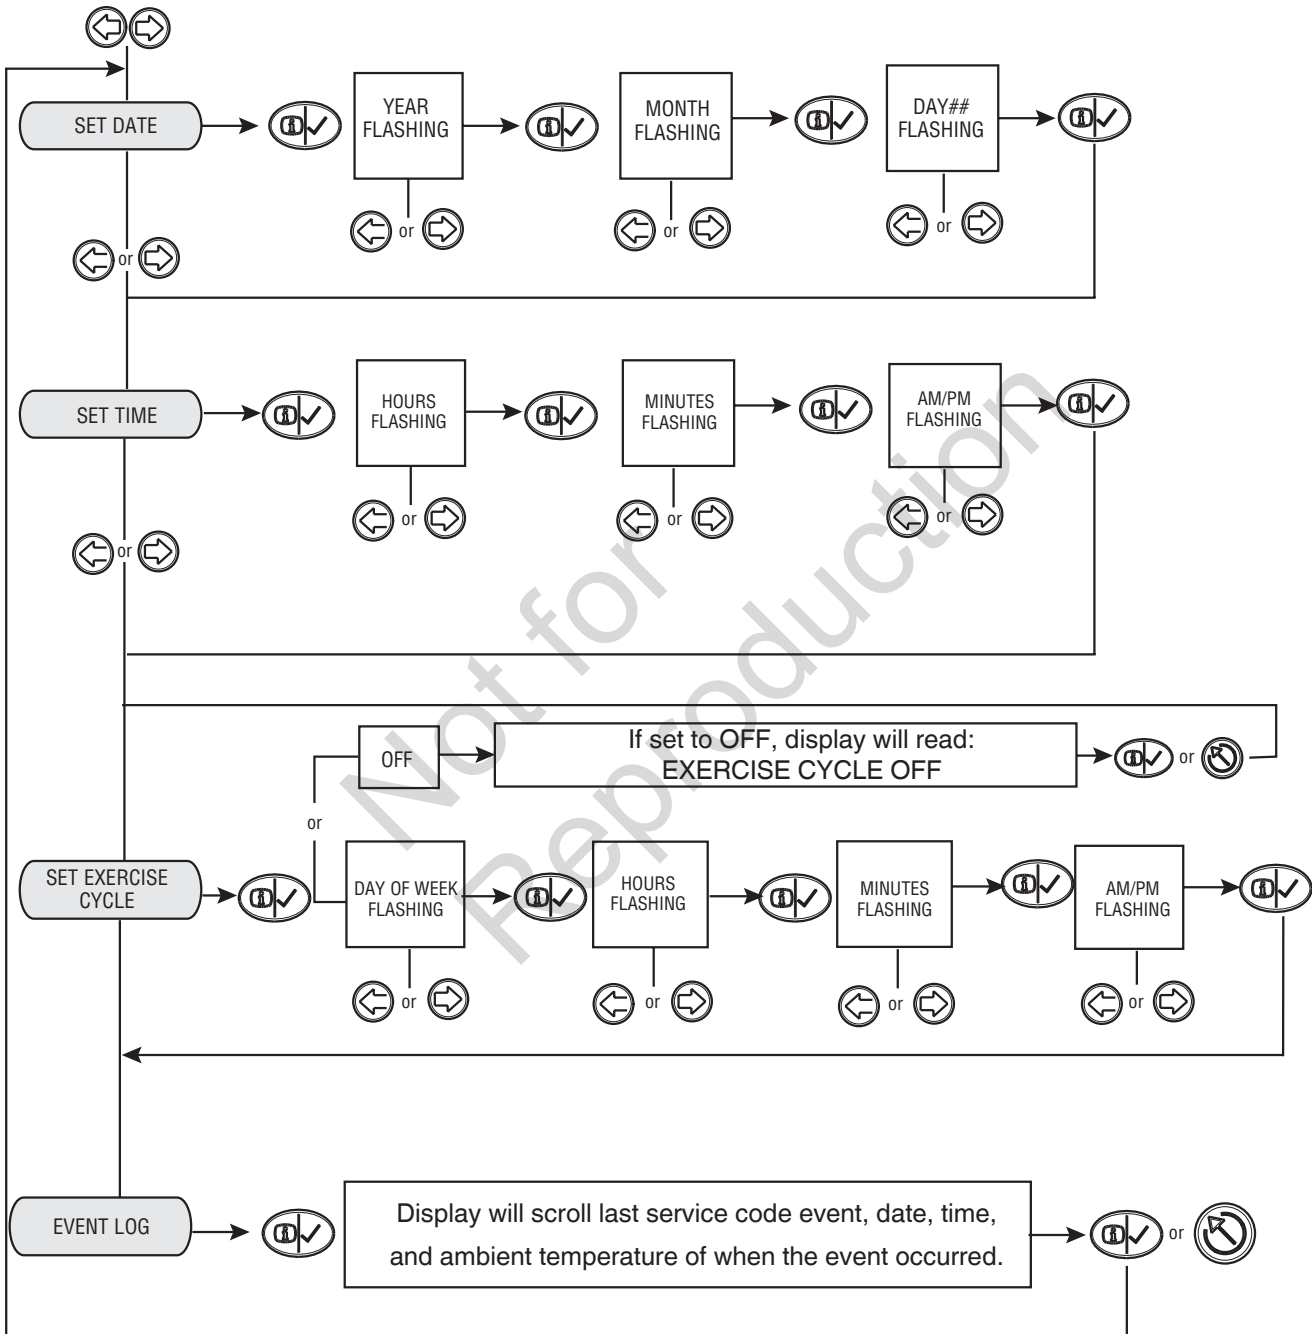 SET DATE
YEAR
FLASHING
MONTH
FLASHING
DAY##
FLASHING
or
or
or
or
SET TIME
HOURS
FLASHING
MINUTES
FLASHING
AM/PM
FLASHING
or
or
or
or
OFF
If set to OFF, display will read:
EXERCISE CYCLE OFF
or
or
SET EXERCISE
CYCLE
DAY OF WEEK
FLASHING
HOURS
FLASHING
MINUTES
FLASHING
AM/PM
FLASHING
or
or
or
or
EVENT LOG
Display will scroll last service code event, date, time,
and ambient temperature of when the event occurred.
or
Not for
Reproduction